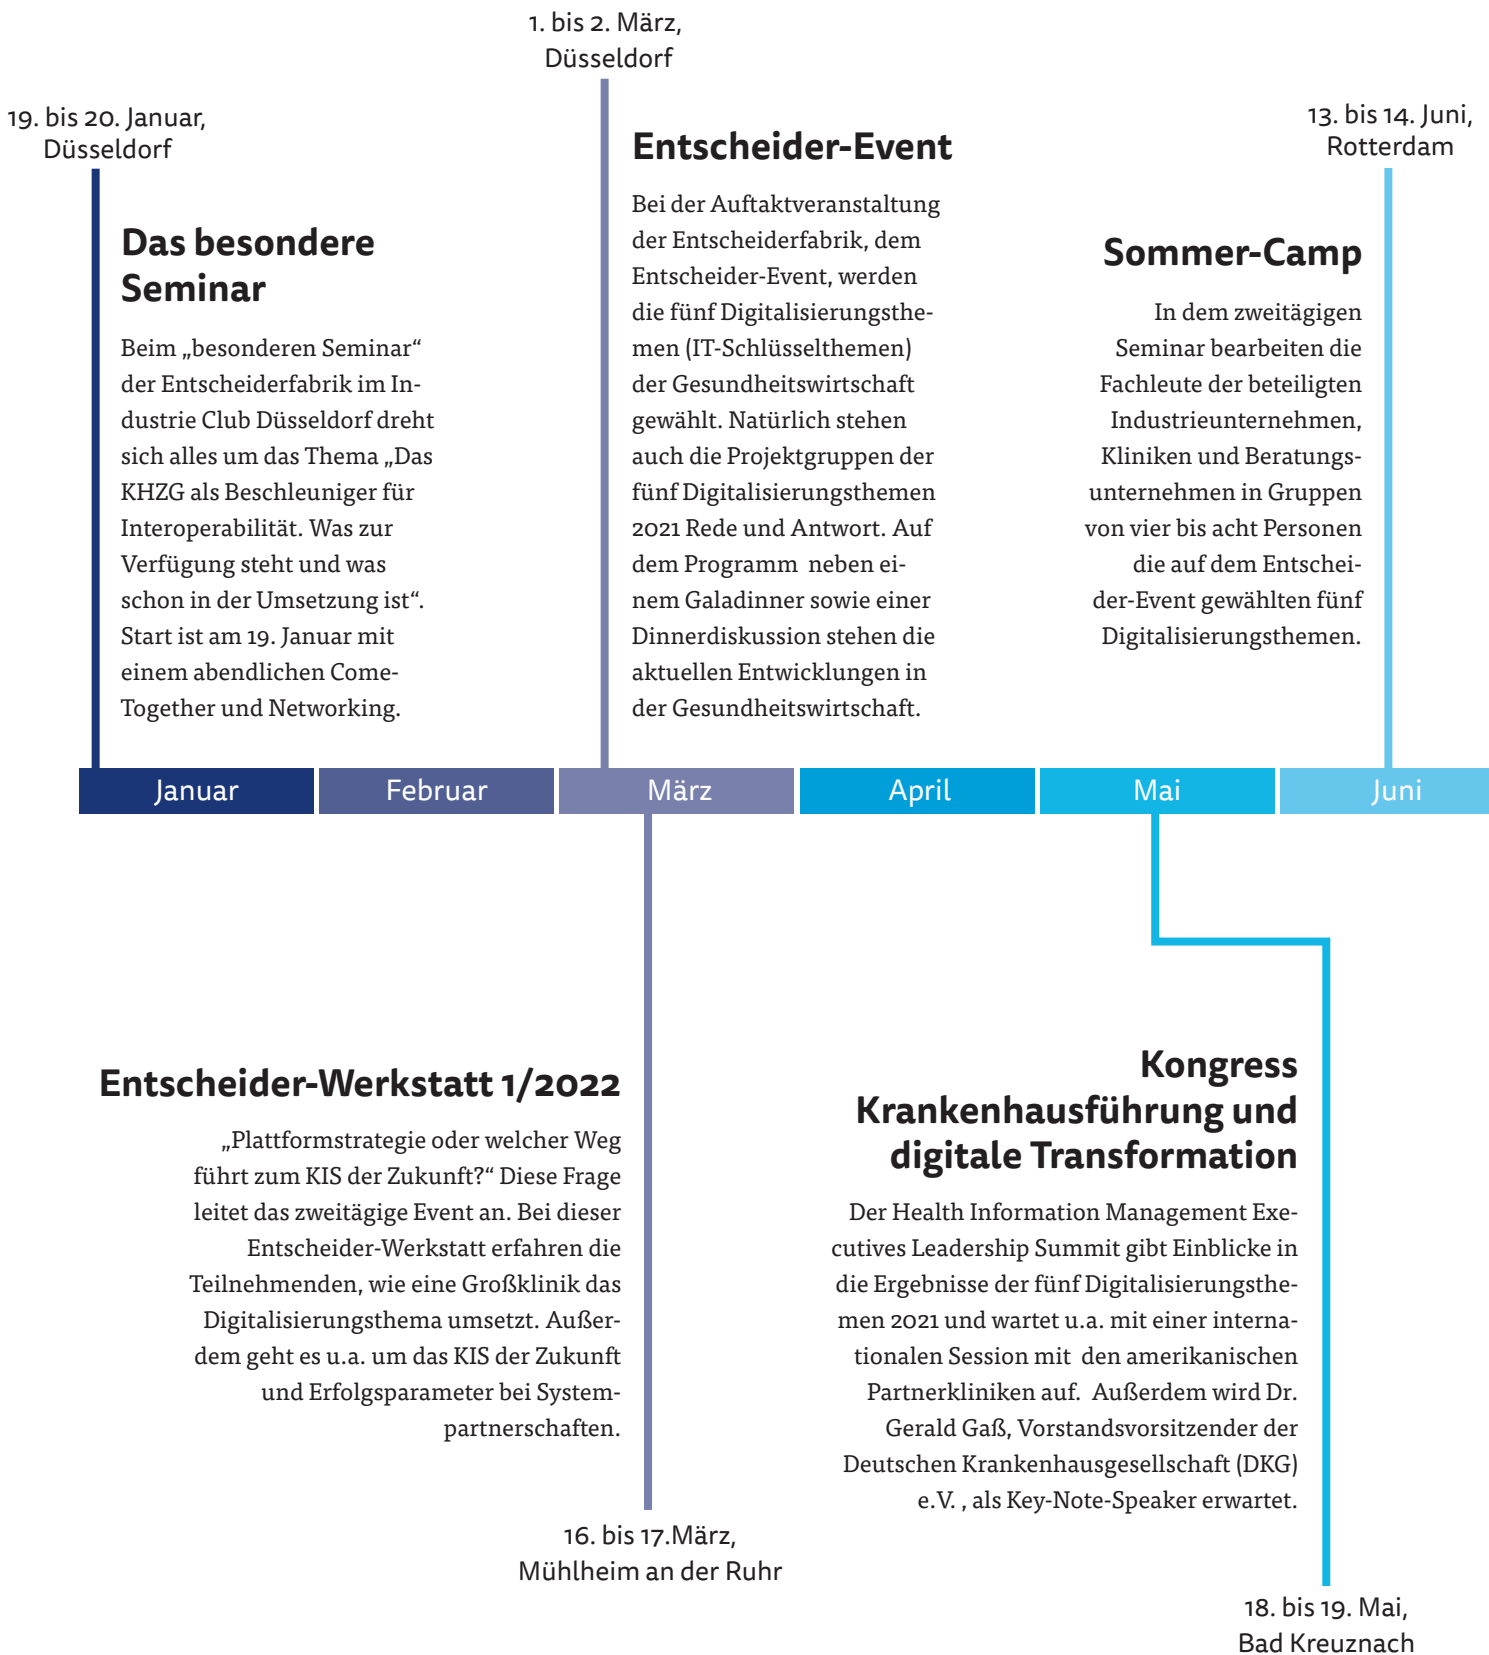 19. bis 20. Januar,
Düsseldorf
Das besondere
Seminar
Beim „besonderen Seminar“
der Entscheiderfabrik im In-
dustrie Club Düsseldorf dreht
sich alles um das Thema „Das
KHZG als Beschleuniger für
Interoperabilität. Was zur
Verfügung steht und was
schon in der Umsetzung ist“.
Start ist am 19. Januar mit
einem abendlichen Come-
Together und Networking.
1. bis 2. März,
Düsseldorf
Entscheider-Event
Bei der Auftaktveranstaltung
der Entscheiderfabrik, dem
Entscheider-Event, werden
die fünf Digitalisierungsthe-
men (IT-Schlüsselthemen)
der Gesundheitswirtschaft
gewählt. Natürlich stehen
auch die Projektgruppen der
fünf Digitalisierungsthemen
2021 Rede und Antwort. Auf
dem Programm neben ei-
nem Galadinner sowie einer
Dinnerdiskussion stehen die
aktuellen Entwicklungen in
der Gesundheitswirtschaft.
13. bis 14. Juni,
Rotterdam
Sommer-Camp
In dem zweitägigen
Seminar bearbeiten die
Fachleute der beteiligten
Industrieunternehmen,
Kliniken und Beratungs-
unternehmen in Gruppen
von vier bis acht Personen
die auf dem Entschei-
der-Event gewählten fünf
Digitalisierungsthemen.
Januar
Februar
März
April
Mai
Juni
Entscheider-Werkstatt 1/2022
„Plattformstrategie oder welcher Weg
führt zum KIS der Zukunft?“ Diese Frage
leitet das zweitägige Event an. Bei dieser
Entscheider-Werkstatt erfahren die
Teilnehmenden, wie eine Großklinik das
Digitalisierungsthema umsetzt. Außer-
dem geht es u.a. um das KIS der Zukunft
und Erfolgsparameter bei System-
partnerschaften.
16. bis 17.März,
Mühlheim an der Ruhr
Kongress
Krankenhausführung und
digitale Transformation
Der Health Information Management Exe-
cutives Leadership Summit gibt Einblicke in
die Ergebnisse der fünf Digitalisierungsthe-
men 2021 und wartet u.a. mit einer interna-
tionalen Session mit den amerikanischen
Partnerkliniken auf. Außerdem wird Dr.
Gerald Gaß, Vorstandsvorsitzender der
Deutschen Krankenhausgesellschaft (DKG)
e.V. , als Key-Note-Speaker erwartet.
18. bis 19. Mai,
Bad Kreuznach